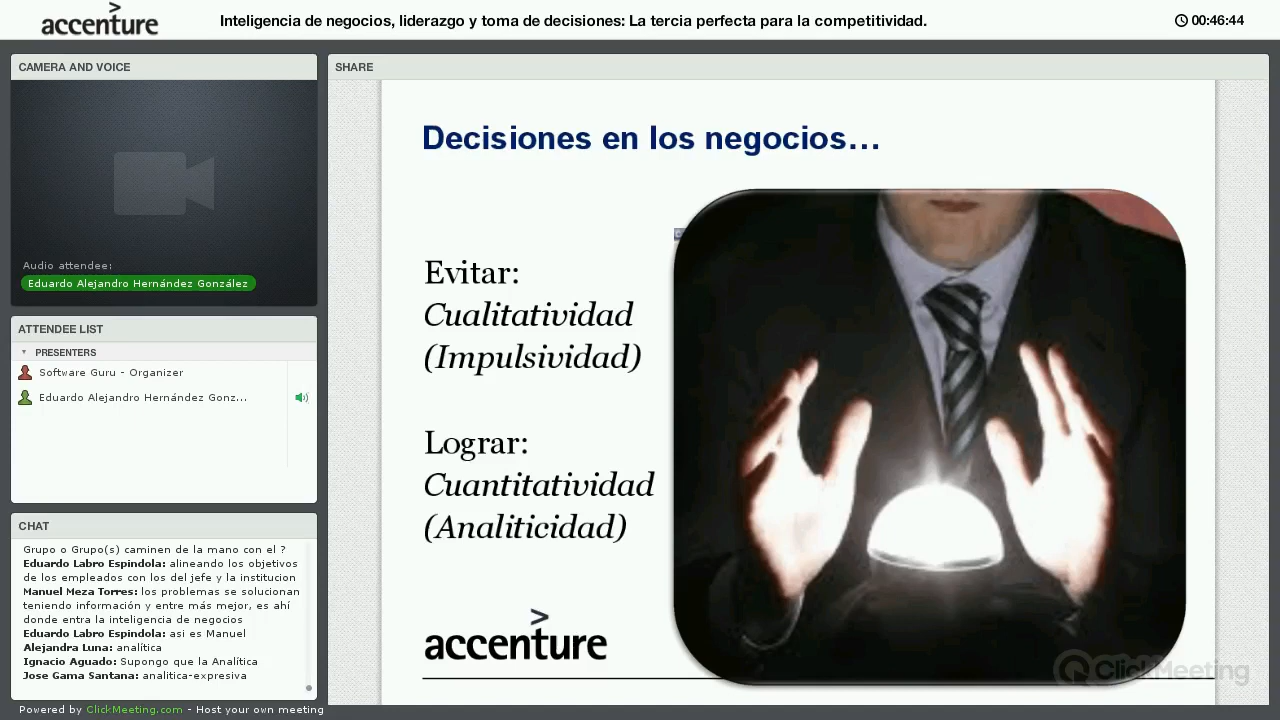 accenture
Inteligencia de negocios, liderazgo y toma de decisiones: La tercia perfecta para la competitividad.
00:46:44
CAMERA AND VOICE
Audio attendee:
Eduardo Alejandro Hernández González
ATTENDEE LIST
PRESENTERS
Software Guru - Organizer
Eduardo Alejandro Hernández Gonz...
CHAT
Grupo o Grupo(s) caminen de la mano con el ?
Eduardo Labro Espindola: alineando los objetivos
de los empleados con los del jefe y la institucion
Manuel Meza Torres: los problemas se solucionan
teniendo información y entre más mejor, es ahí
donde entra la inteligencia de negocios
Eduardo Labro Espindola: asi es Manuel
Alejandra Luna: analítica
Ignacio Aguado: Supongo que la Analítica.
Jose Gama Santana: analitica-expresiva
Powered by ClickMeeting.com - Host your own meeting
SHARE
Decisiones en los negocios...
Evitar:
Cualitatividad
(Impulsividad)
Lograr:
Cuantitatividad
(Analiticidad)
accenture
ClickMeeting